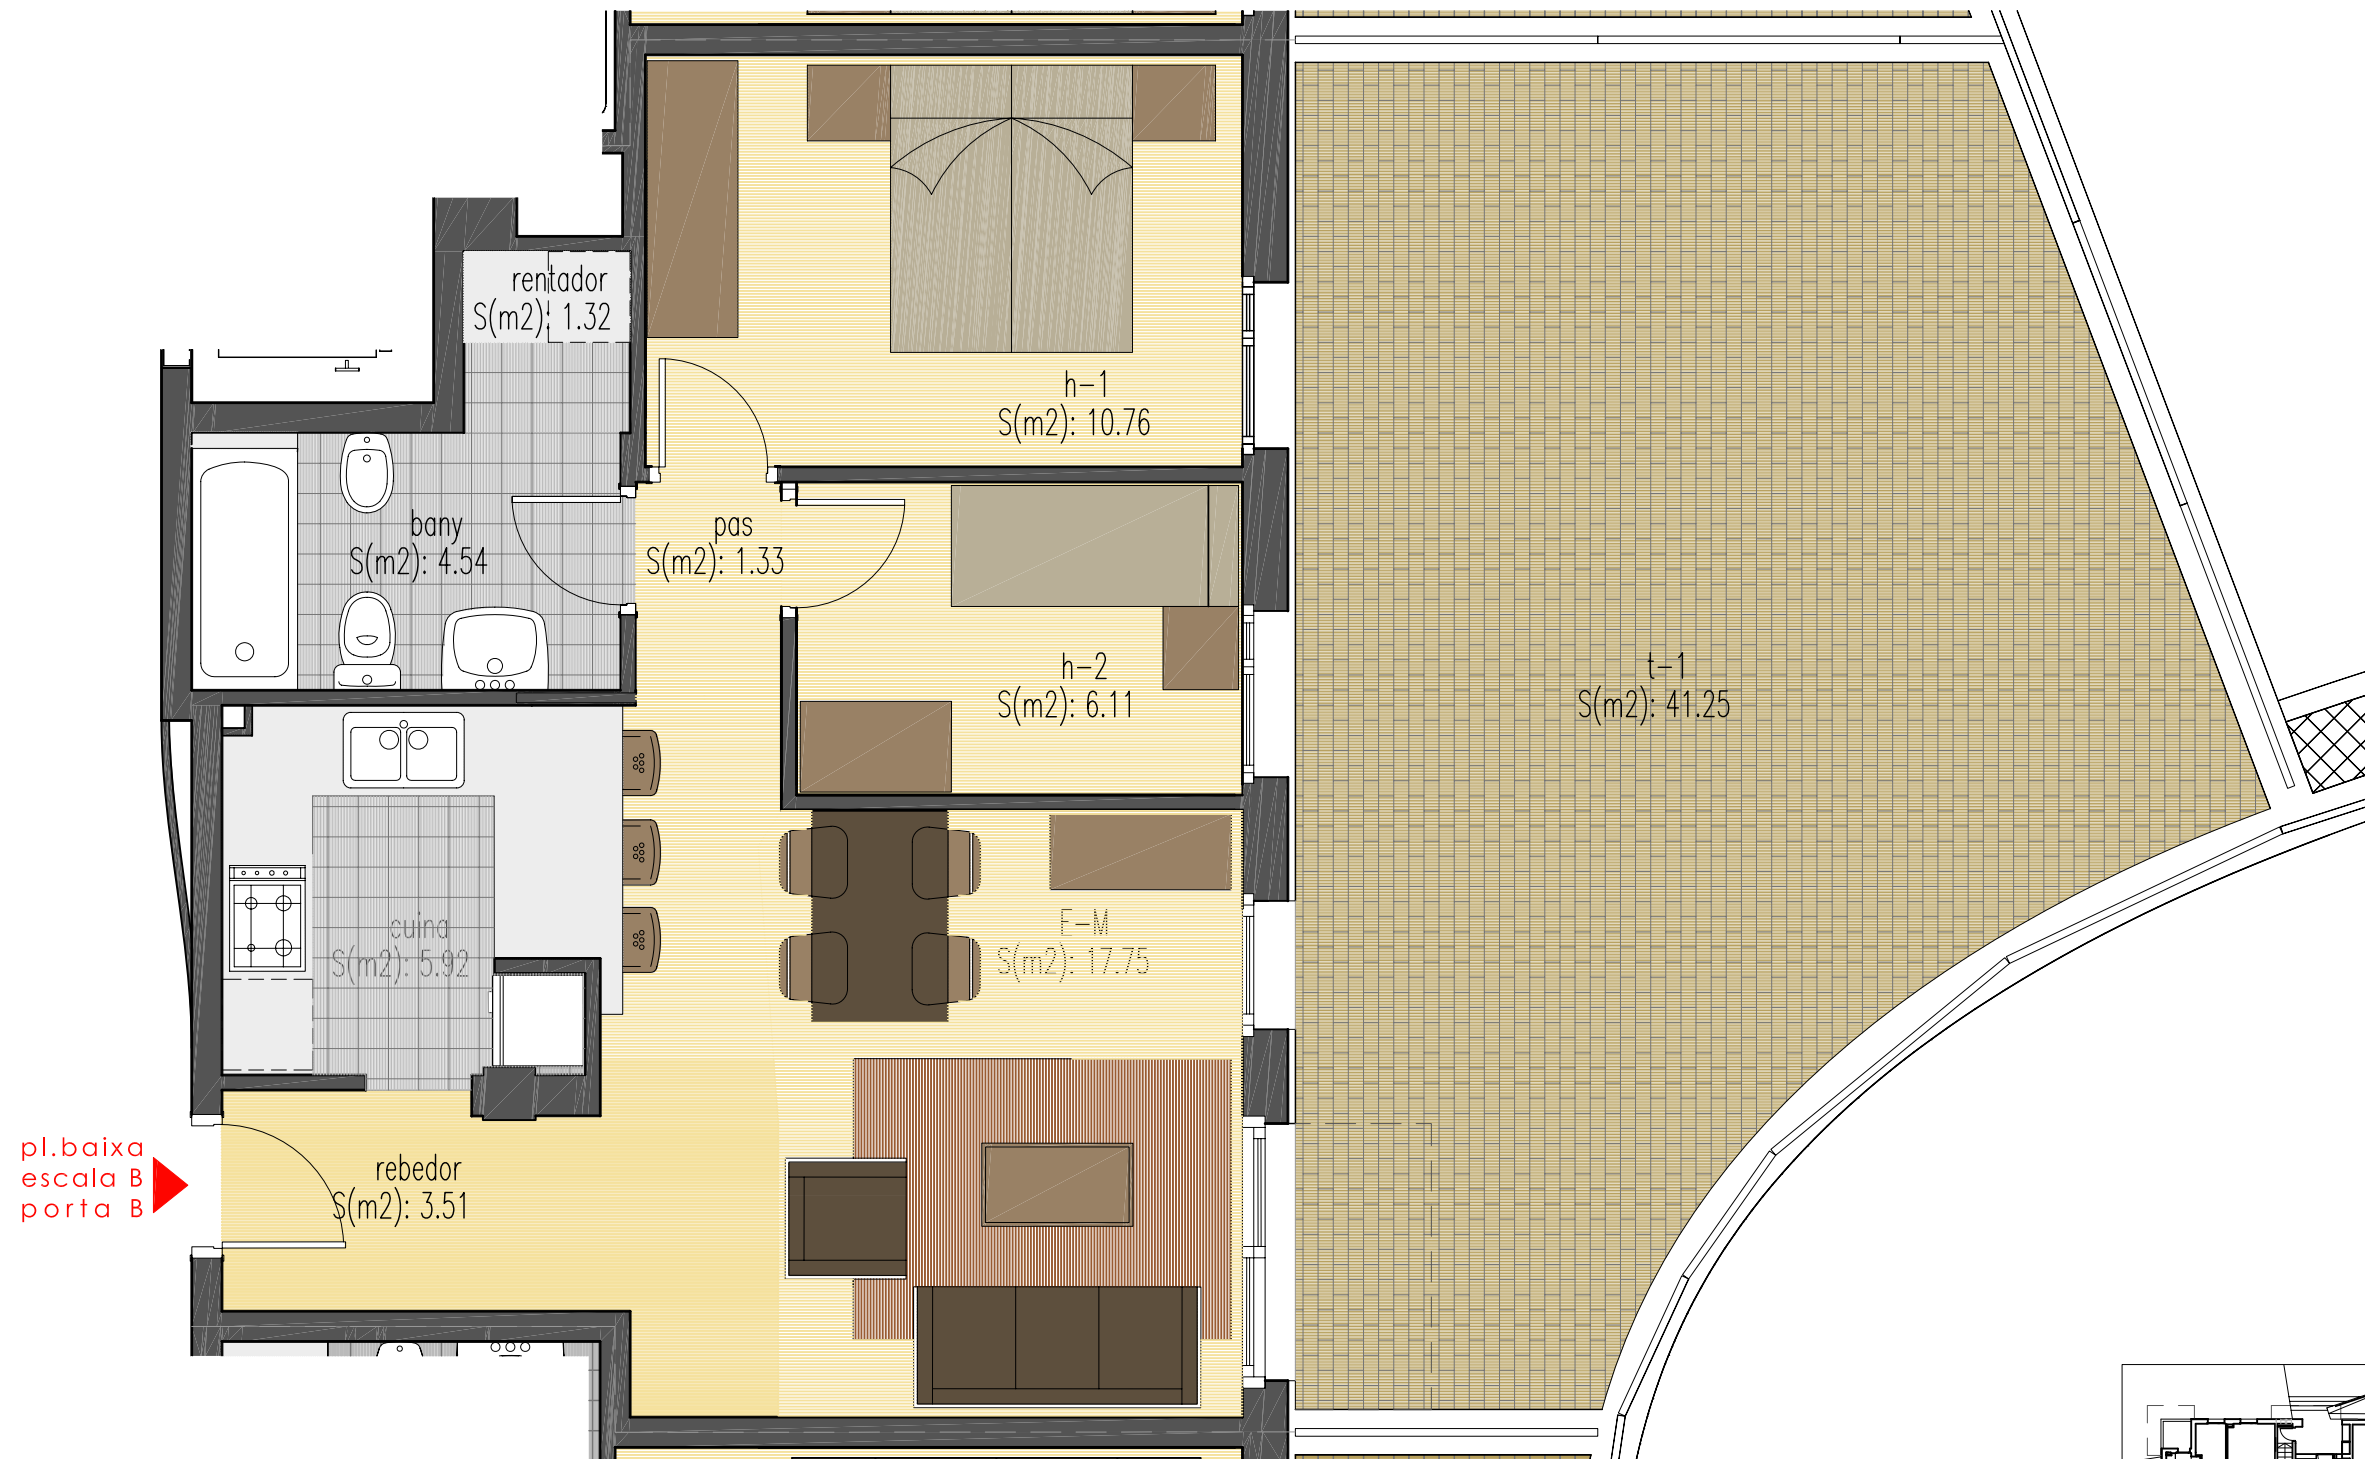 rentador
S(m2): 1.32
h-1
S(m2): 10.76
bany
S(m2): 4.54
pas
S(m2): 1.33
h-2
S(m2): 6.11
t-1
S(m2): 41.25
cuina
S(m2): 5.92
E-M
S(m2): 17.75
pl.baixa
escala B
porta B
rebedor
S(m2): 3.51